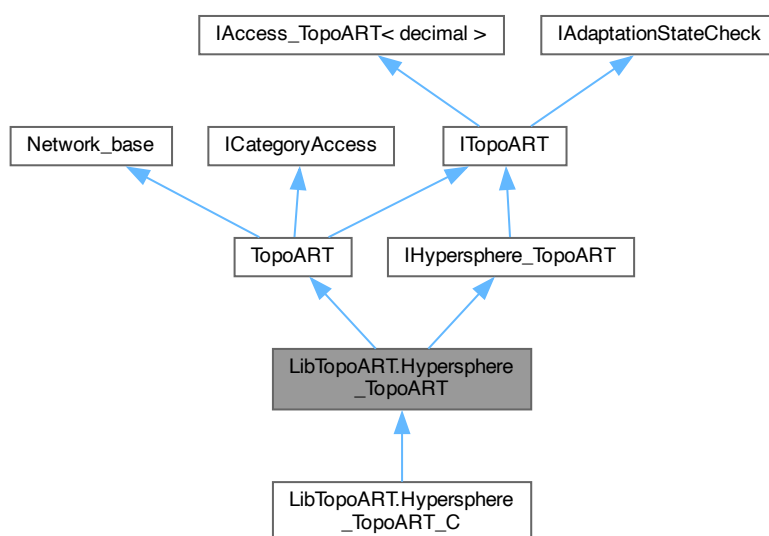 IAccess_TopoART< decimal >
IAdaptationStateCheck
Network_base
ICategoryAccess
ITopoART
TopoART
IHypersphere_TopoART
LibTopoART.Hypersphere
_TopoART
LibTopoART.Hypersphere
_TopoART_C